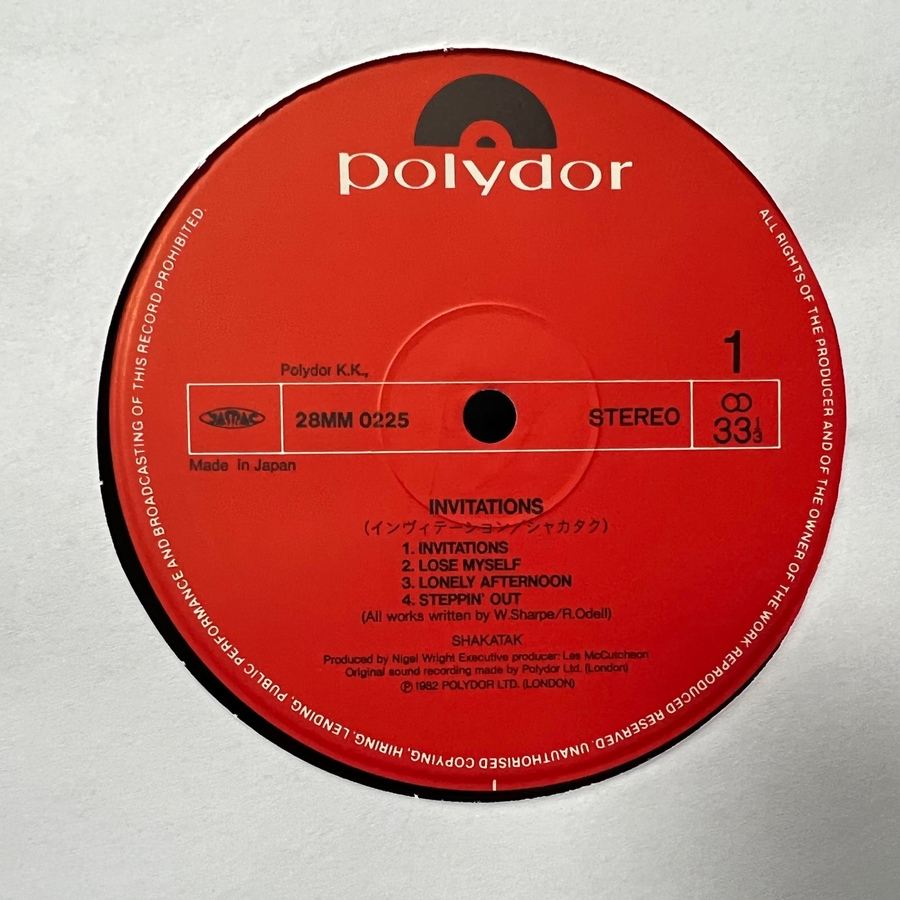 polydor
1
Polydor K.K.,
JASRAC
28MM 0225
STEREO
33 1/3
Made in Japan
INVITATIONS
(インヴィテーション/シャカタク)
1. INVITATIONS
2. LOSE MYSELF
3. LONELY AFTERNOON
4. STEPPIN' OUT
(All works written by W.Sharpe/R.Odell)
SHAKATAK
Produced by Nigel Wright Executive producer: Les McCutcheon
Original sound recording made by Polydor Ltd. (London)
Ⓟ 1982 POLYDOR LTD. (LONDON)
ALL RIGHTS OF THE PRODUCER AND OF THE OWNER OF THE WORK REPRODUCED RESERVED. UNAUTHORISED COPYING, HIRING, LENDING, PUBLIC PERFORMANCE AND BROADCASTING OF THIS RECORD PROHIBITED.